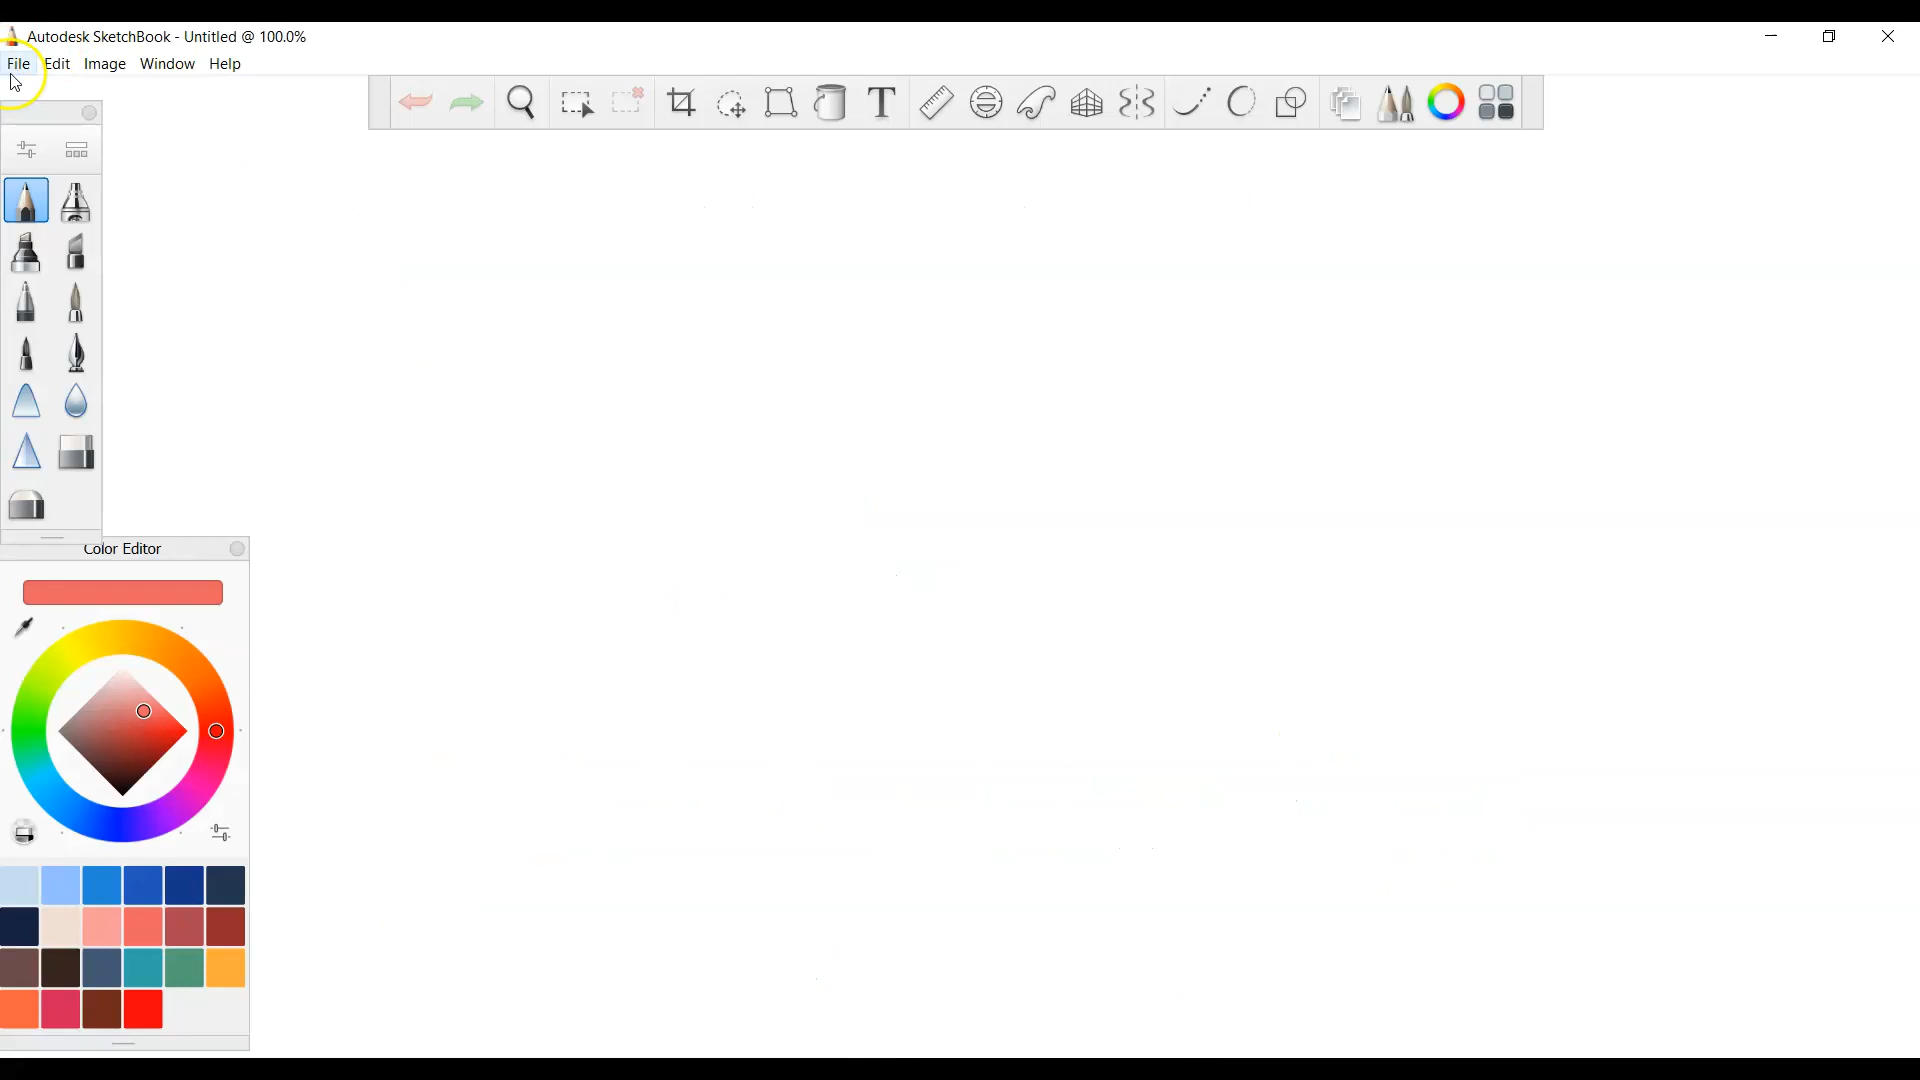 Autodesk SketchBook - Untitled @ 100.0%
File Edit Image Window Help
T
Color Editor